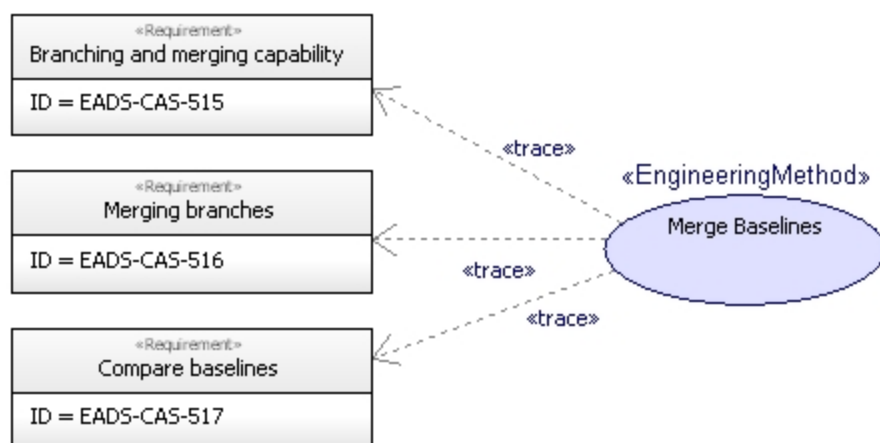 «Requirement»
Branching and merging capability
ID = EADS-CAS-515
«trace»
«EngineeringMethod»
Merge Baselines
«Requirement»
Merging branches
ID = EADS-CAS-516
«trace»
«trace»
«Requirement»
Compare baselines
ID = EADS-CAS-517